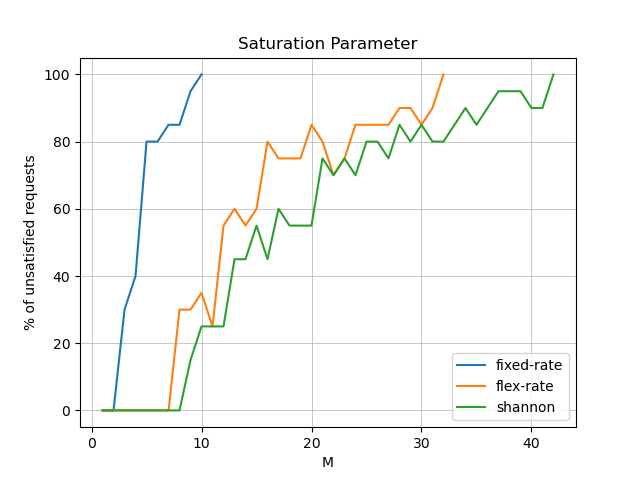 Saturation Parameter
% of unsatisfied requests
100
80
60
40
20
0
0 10 20 30 40
M
fixed-rate
flex-rate
shannon